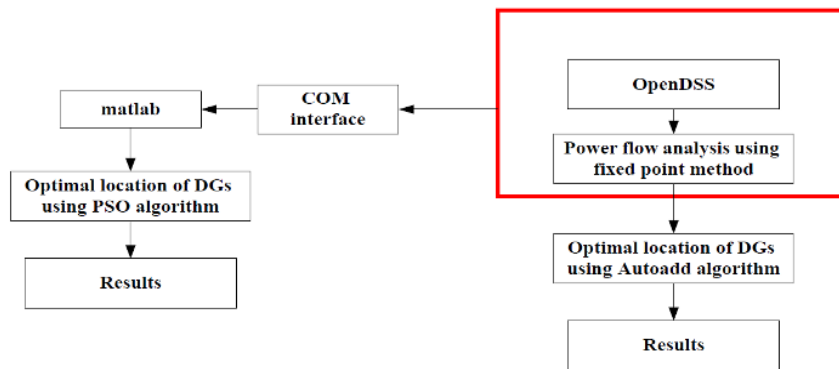 matlab
COM
interface
OpenDSS
Power flow analysis using
fixed point method
Optimal location of DGs
using PSO algorithm
Optimal location of DGs
using Autoadd algorithm
Results
Results